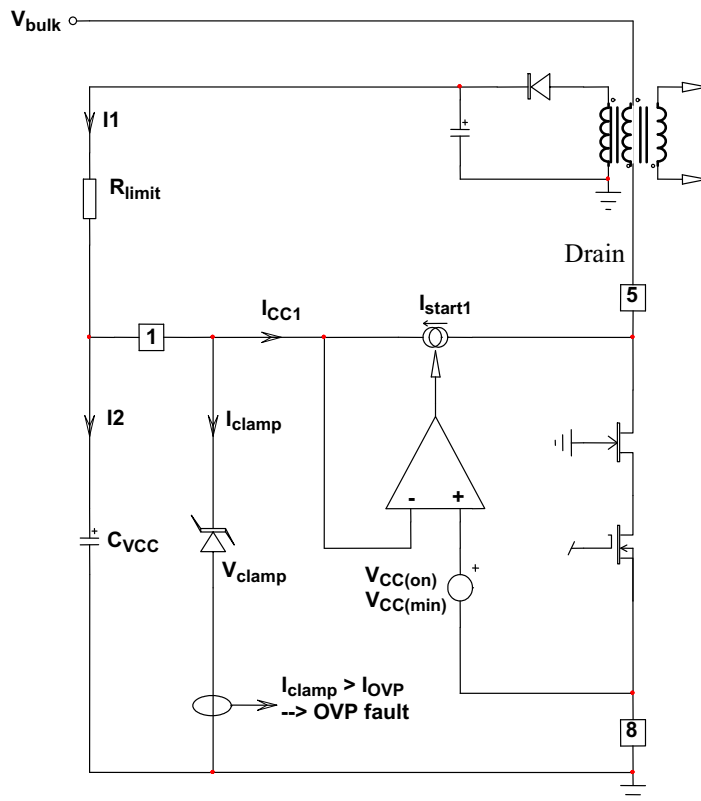 Vbulk
I1
Rlimit
Drain
5
ICC1
Istart1
1
I2
Iclamp
-
+
+
CVCC
Vclamp
VCC(on)
VCC(min)
+
+
Iclamp > IOVP
--> OVP fault
8